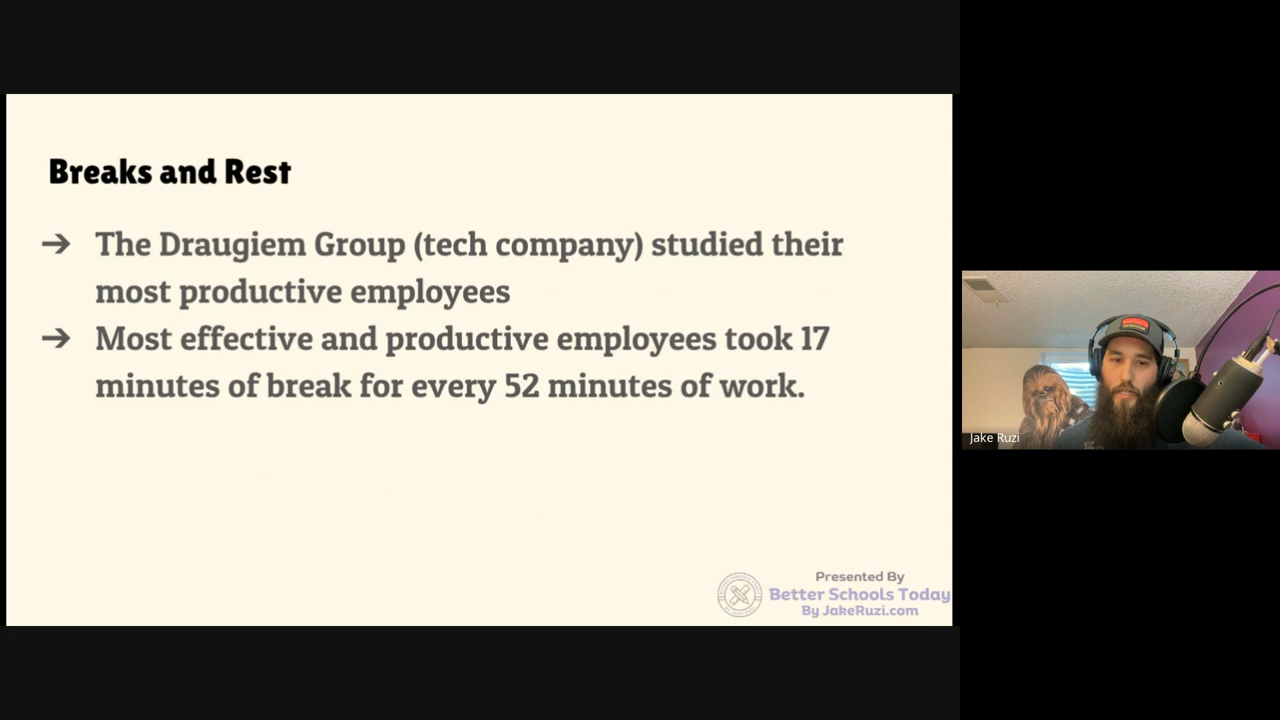 Breaks and Rest
➔ The Draugiem Group (tech company) studied their
most productive employees
➔ Most effective and productive employees took 17
minutes of break for every 52 minutes of work.
Presented By
Better Schools Today
By JakeRuzi.com
Jake Ruzi